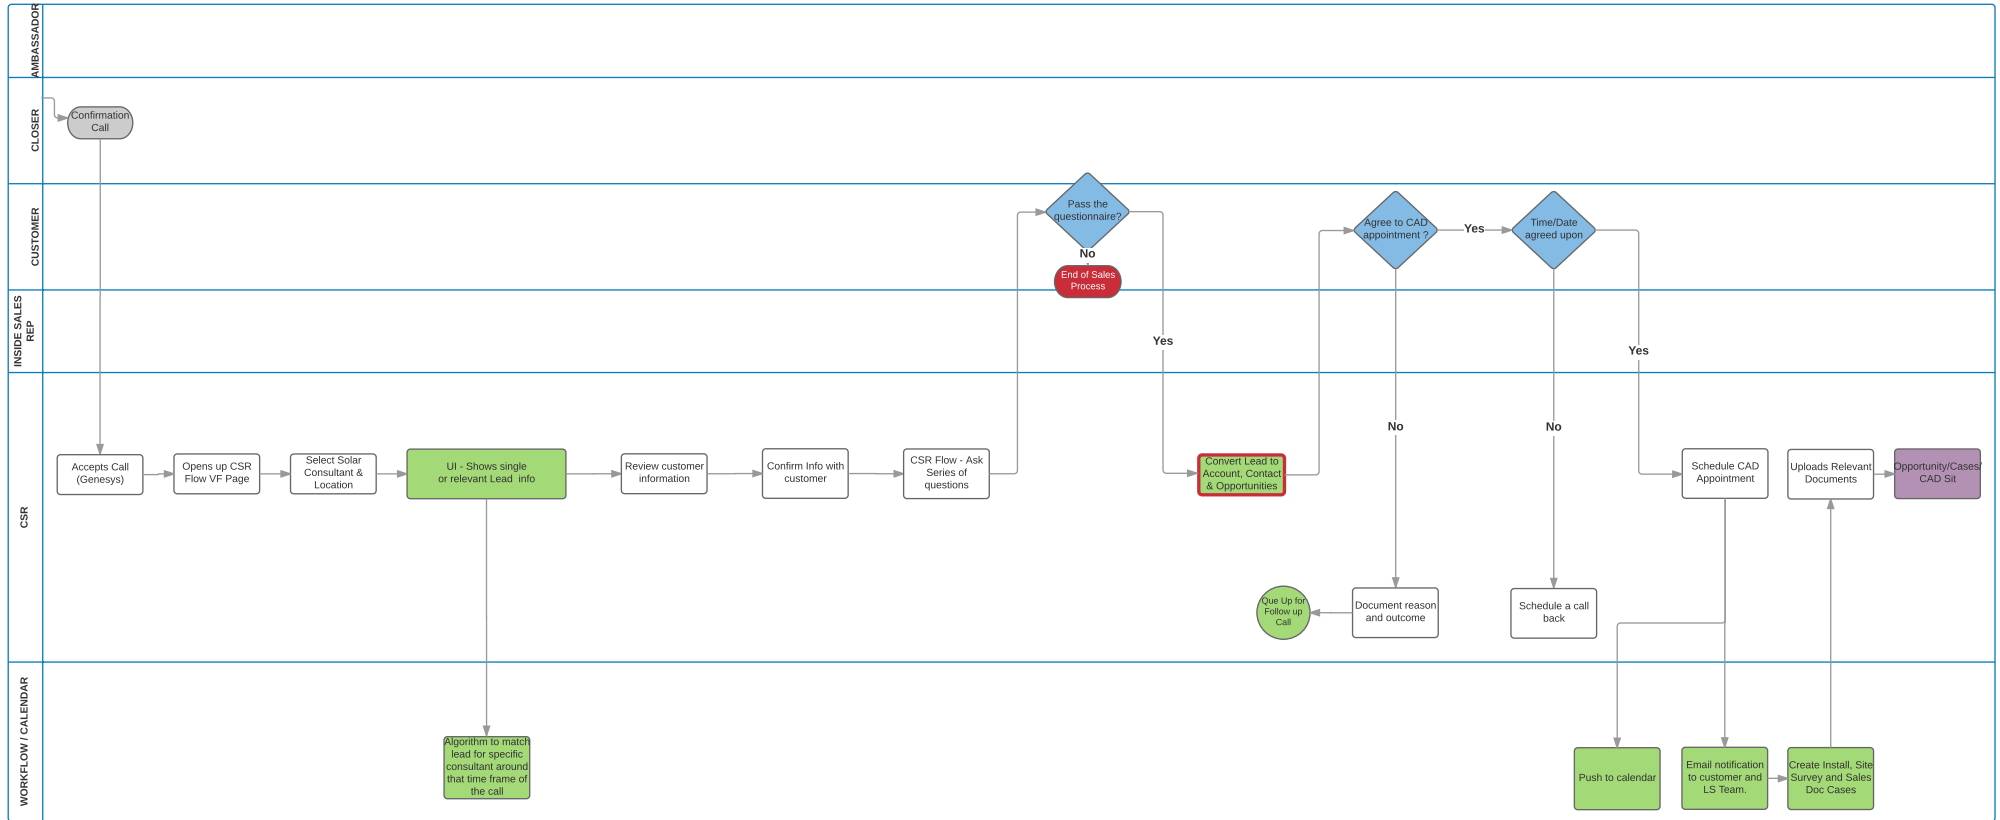 AMBASSADOR
CLOSER
Confirmation
Call
CUSTOMER
Pass the
questionnaire?
No
End of Sales
Process
Yes
Agree to CAD
appointment ?
Yes
Time/Date
agreed upon
Yes
No
No
INSIDE SALES
REP
CSR
Accepts Call
(Genesys)
Opens up CSR
Flow VF Page
Select Solar
Consultant &
Location
UI - Shows single
or relevant Lead info
Review customer
information
Confirm Info with
customer
CSR Flow - Ask
Series of
questions
Convert Lead to
Account, Contact
& Opportunities
Schedule CAD
Appointment
Uploads Relevant
Documents
Opportunity/Cases/
CAD Sit
Que Up for
Follow up
Call
Document reason
and outcome
Schedule a call
back
WORKFLOW / CALENDAR
Algorithm to match
lead for specific
consultant around
that time frame of
the call
Push to calendar
Email notification
to customer and
LS Team.
Create Install, Site
Survey and Sales
Doc Cases